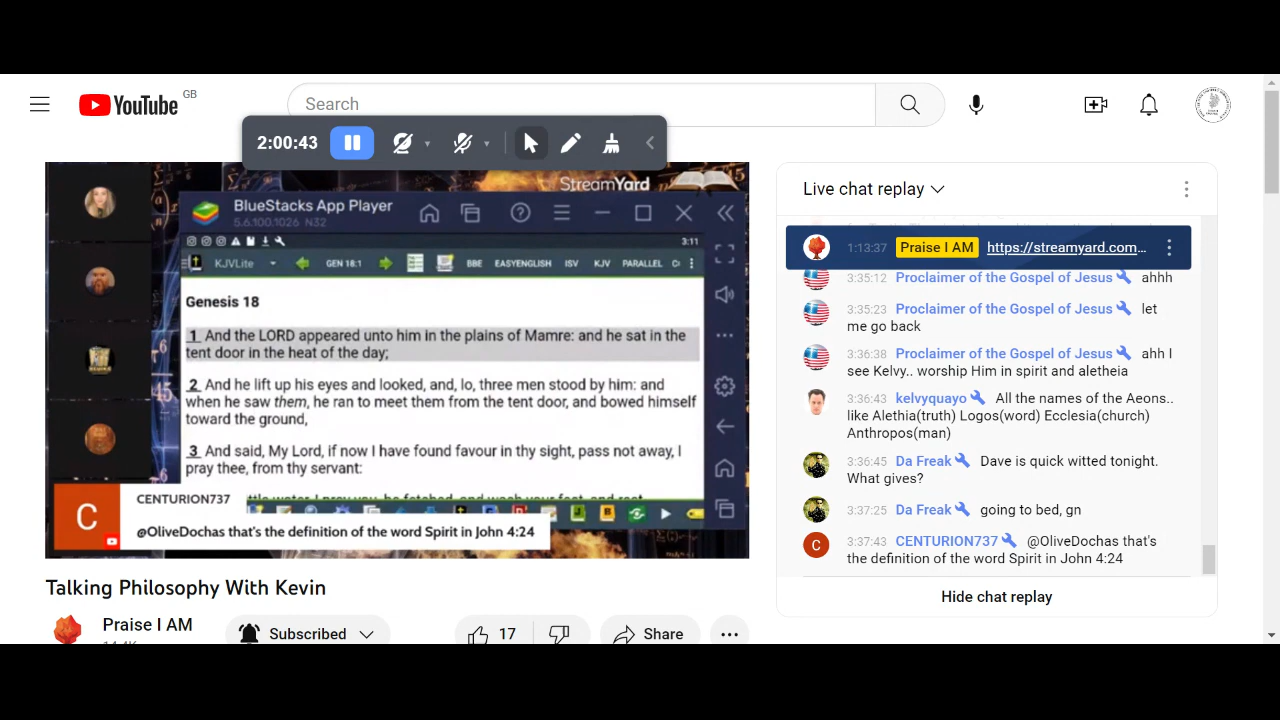 YouTube GB
Search
2:00:43
StreamYard
BlueStacks App Player
5.6.100.1026 N32
3:11
KJVLite
GEN 18:1
BBE EASYENGLISH ISV KJV PARALLEL
Genesis 18
1 And the LORD appeared unto him in the plains of Mamre: and he sat in the
tent door in the heat of the day;
2 And he lift up his eyes and looked, and, lo, three men stood by him: and
when he saw them, he ran to meet them from the tent door, and bowed himself
toward the ground,
3 And said, My Lord, if now I have found favour in thy sight, pass not away, I
pray thee, from thy servant:
C
CENTURION737
@OliveDochas that's the definition of the word Spirit in John 4:24
Talking Philosophy With Kevin
Praise I AM
Subscribed
17
Share
Live chat replay
1:13:37 Praise I AM https://streamyard.com...
3:35:12 Proclaimer of the Gospel of Jesus ahhh
3:35:23 Proclaimer of the Gospel of Jesus let
me go back
3:36:38 Proclaimer of the Gospel of Jesus ahh I
see Kelvy.. worship Him in spirit and aletheia
3:36:43 kelvyquayo All the names of the Aeons..
like Alethia(truth) Logos(word) Ecclesia(church)
Anthropos(man)
3:36:45 Da Freak Dave is quick witted tonight.
What gives?
3:37:25 Da Freak going to bed, gn
C 3:37:43 CENTURION737 @OliveDochas that's
the definition of the word Spirit in John 4:24
Hide chat replay